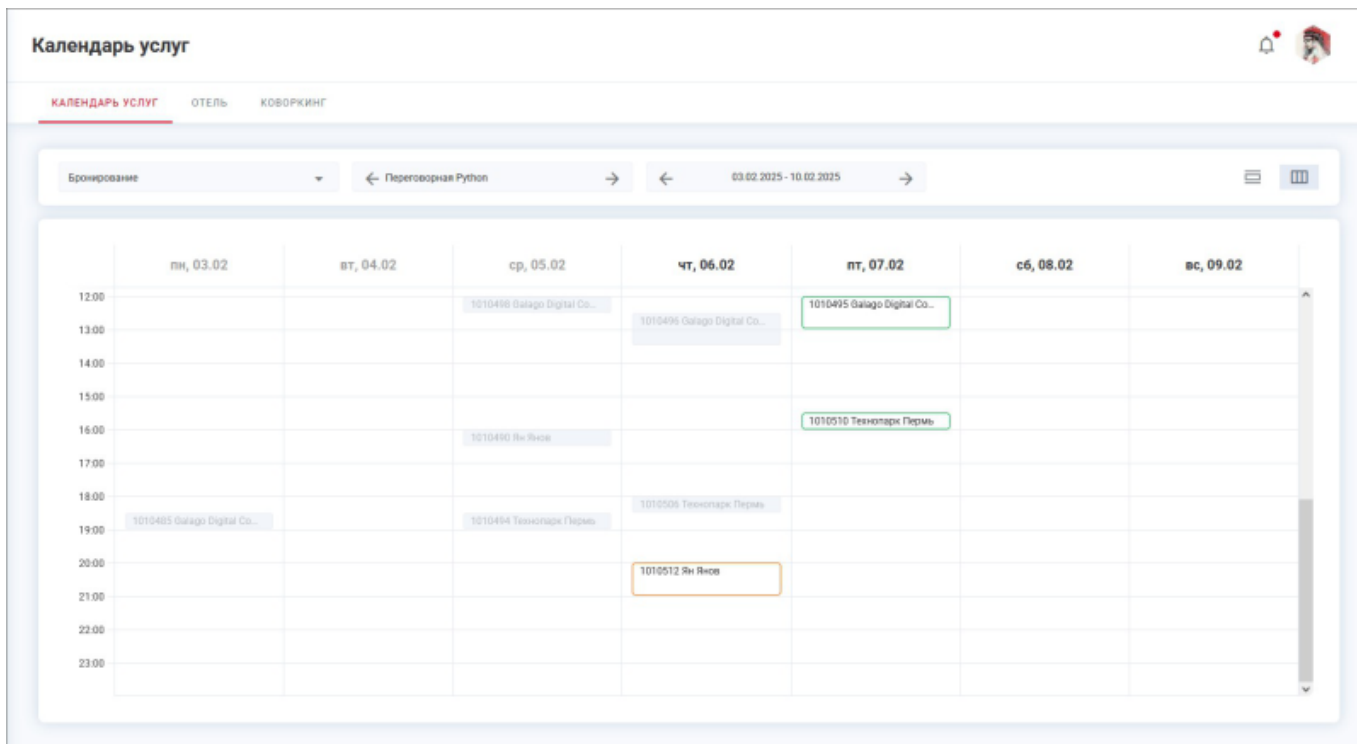 Календарь услуг
КАЛЕНДАРЬ УСЛУГ ОТЕЛЬ КОВОРКИНГ
Бронирование Переговорная Python 03.02.2025 - 10.02.2025
пн, 03.02 вт, 04.02 ср, 05.02 чт, 06.02 пт, 07.02 сб, 08.02 вс, 09.02
12:00 1010498 Galago Digital Co... 1010495 Galago Digital Co...
1010496 Galago Digital Co...
13:00
14:00
15:00
1010510 Технопарк Пермь
16:00
1010490 Ян Янов
17:00
18:00
1010506 Технопарк Пермь
1010485 Galago Digital Co... 1010494 Технопарк Пермь
19:00
20:00
1010512 Ян Янов
21:00
22:00
23:00